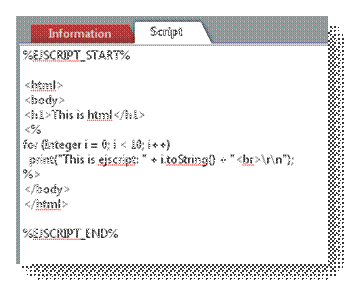 Information
Script
%EJSCRIPT_START%
<html>
<body>
<h1>This is html</h1>
<%
for (Integer i = 0; i < 10; i++)
print("This is ejscript: " + i.toString() + "<br>\r\n");
%>
</body>
</html>
%EJSCRIPT_END%